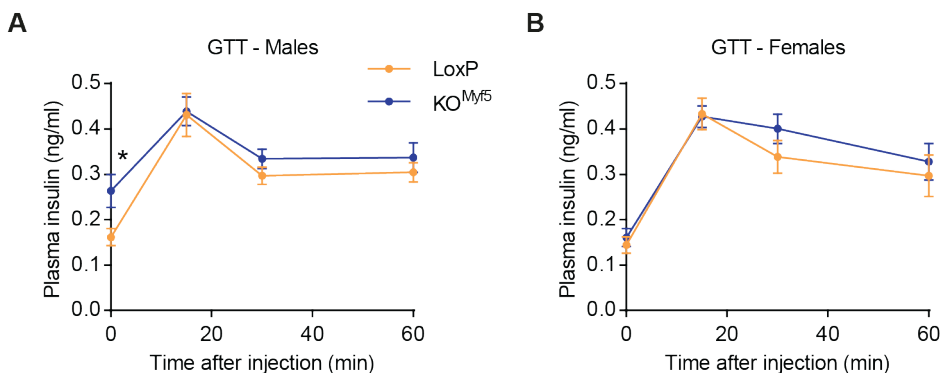 A
GTT - Males
LoxP
KO^Myf5
Plasma insulin (ng/ml)
0.5
0.4
0.3
0.2
0.1
0.0
*
0 20 40 60
Time after injection (min)
B
GTT - Females
Plasma insulin (ng/ml)
0.5
0.4
0.3
0.2
0.1
0.0
0 20 40 60
Time after injection (min)